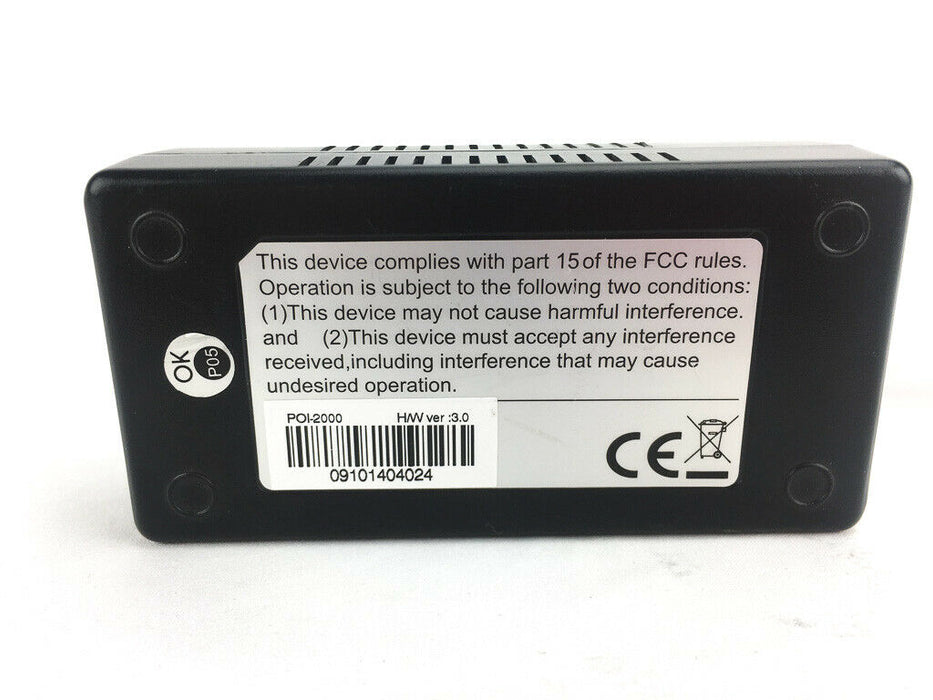 This device complies with part 15 of the FCC rules.
Operation is subject to the following two conditions:
(1)This device may not cause harmful interference.
and (2)This device must accept any interference
received,including interference that may cause
undesired operation.
OK
P05
POI-2000 H/W ver :3.0
09101404024
CE